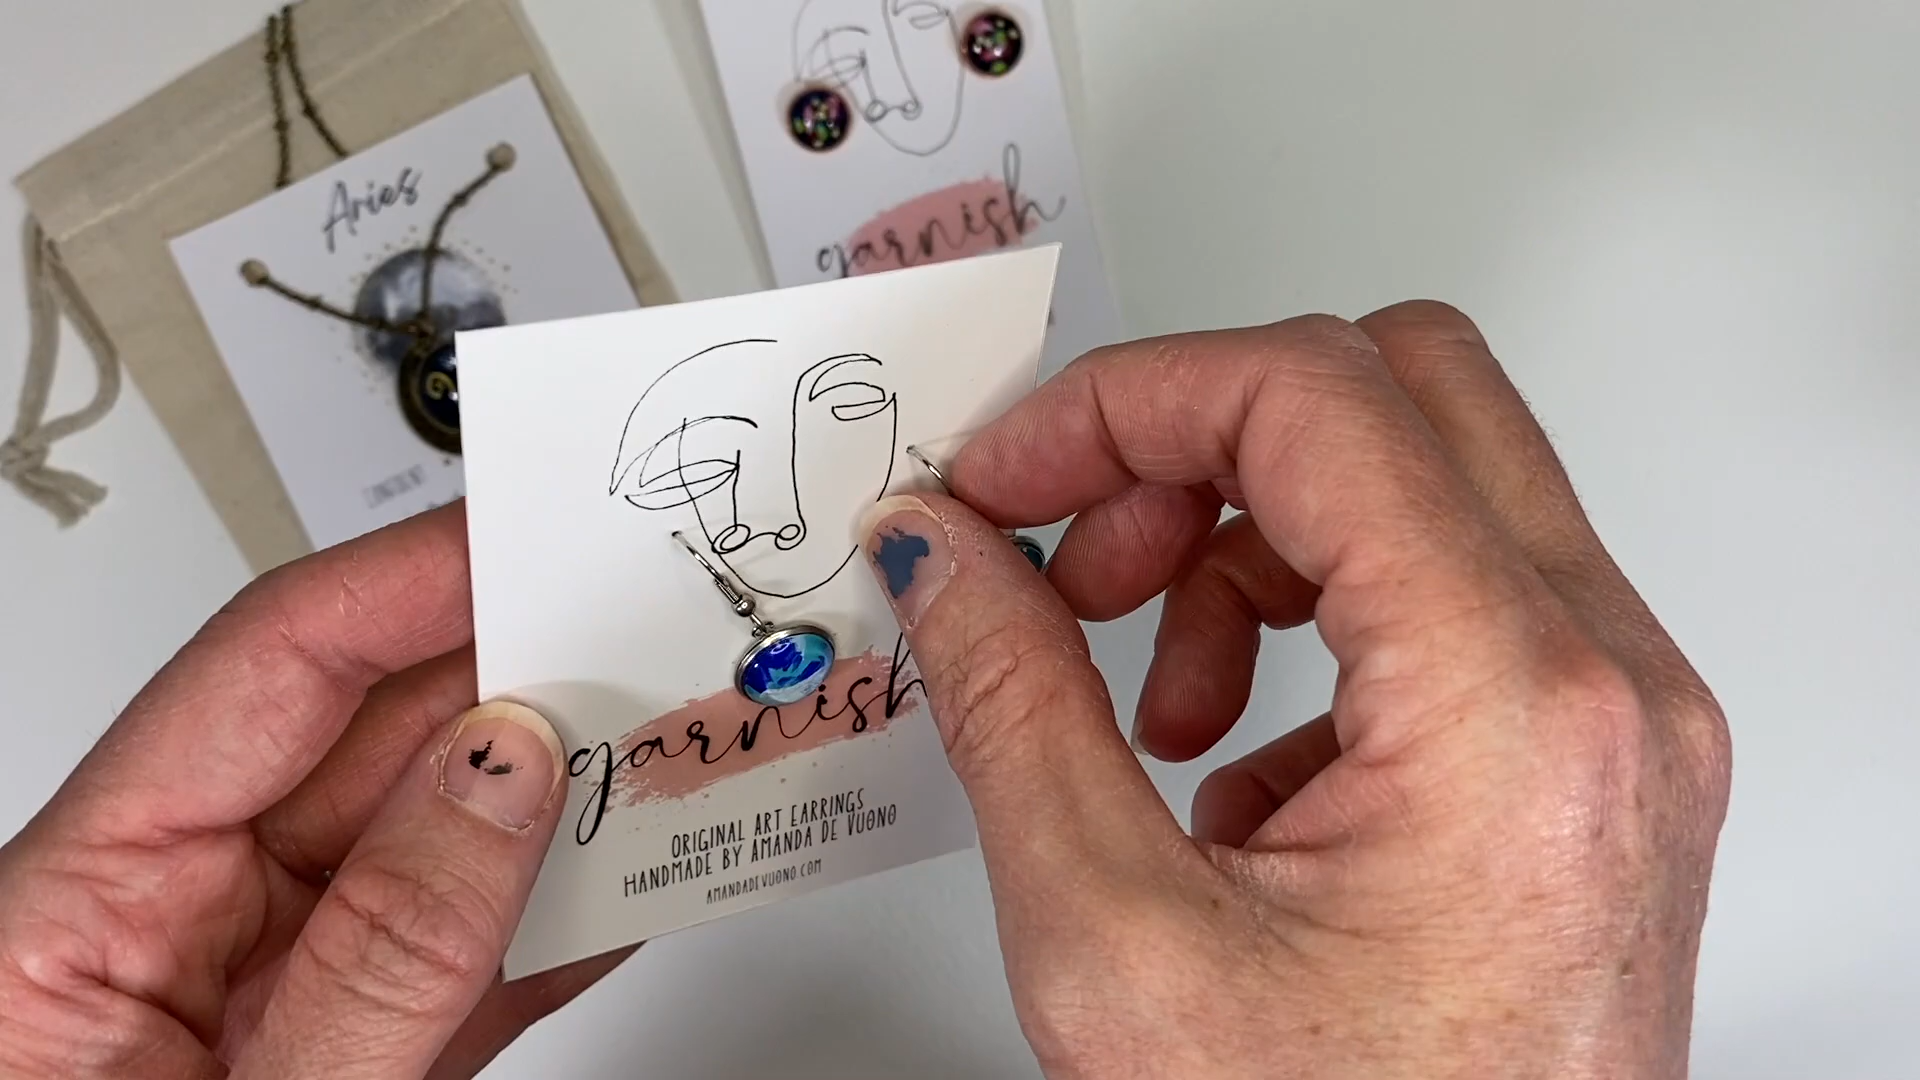 Aries
garnish
garnish
ORIGINAL ART EARRINGS
HANDMADE BY AMANDA DE VUONO
AMANDADEVUONO.COM